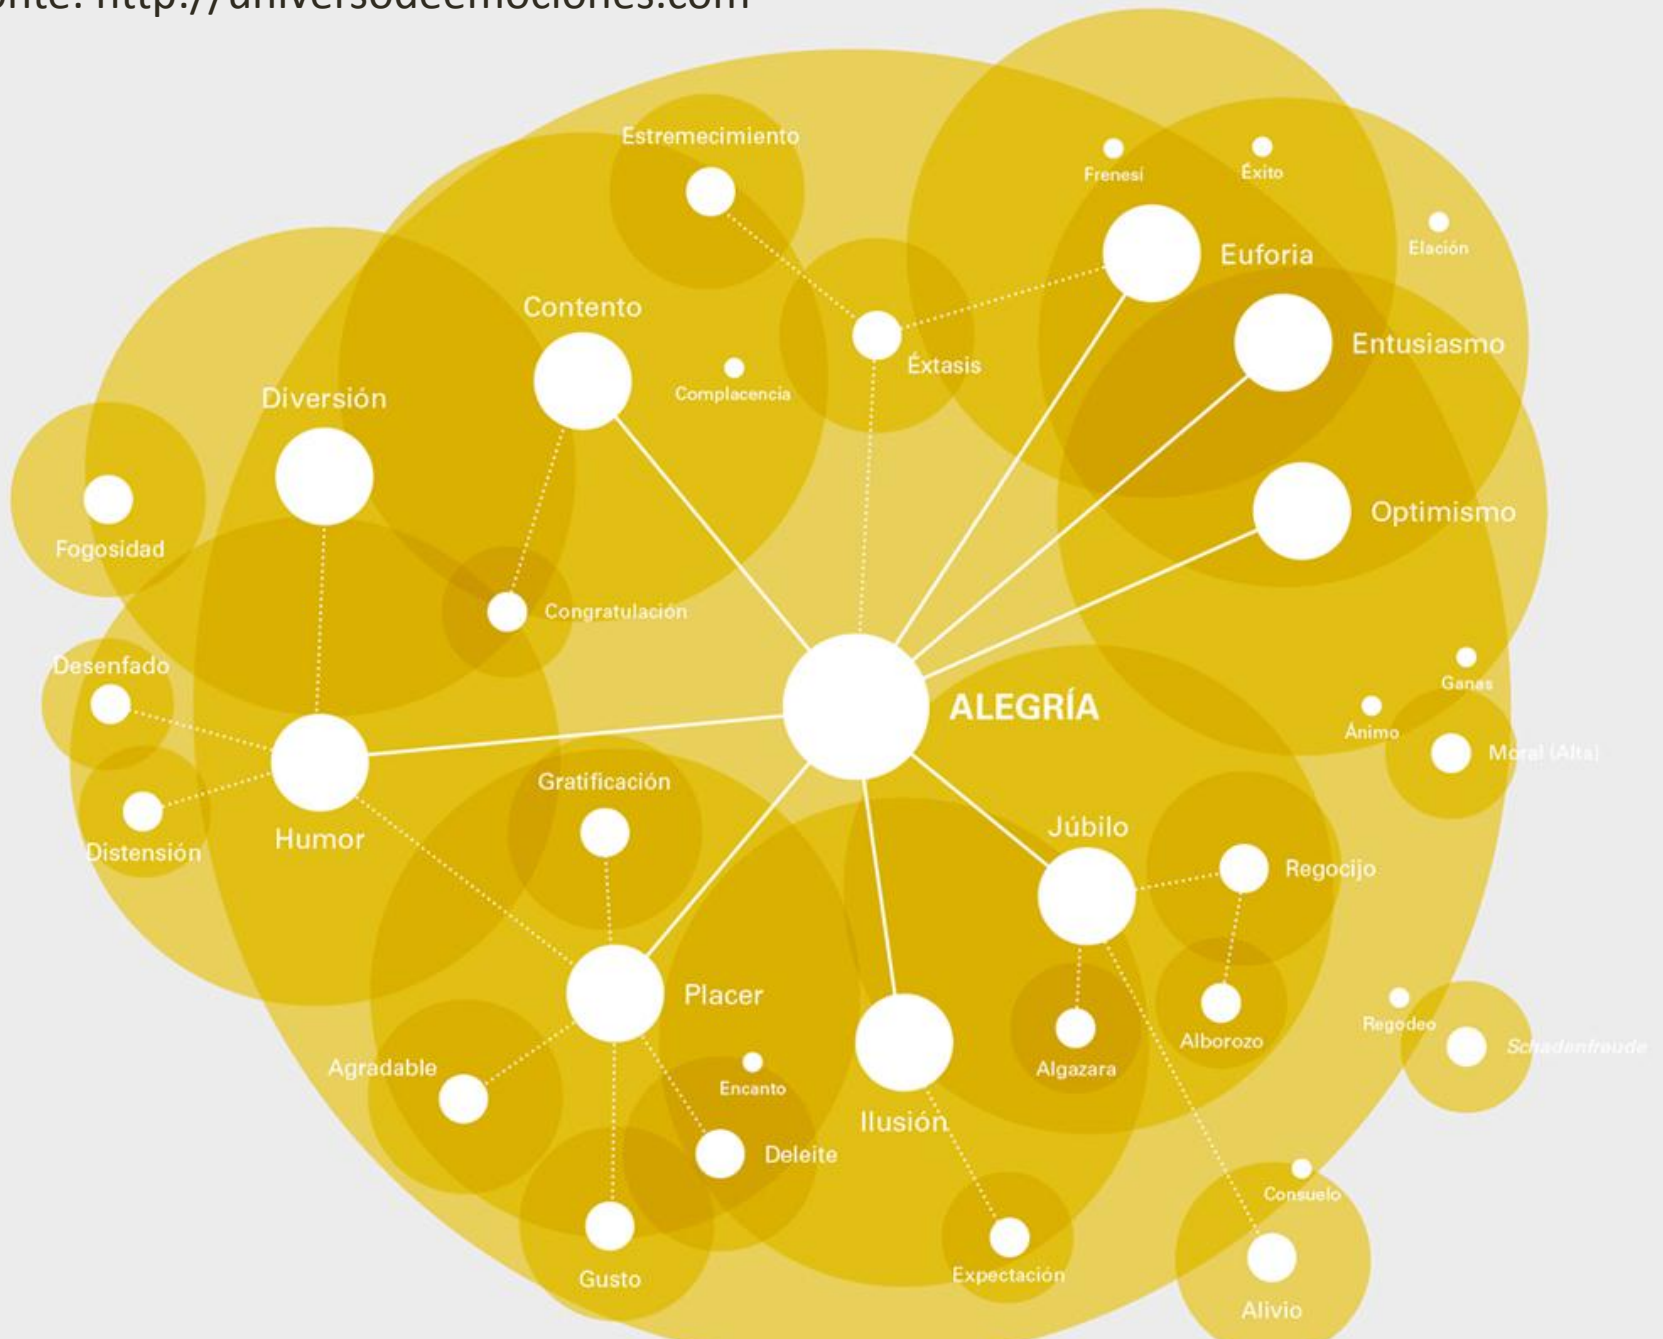 onte: http://universodeemociones.com
Estremecimiento
Frenesí
Éxito
Elación
Euforia
Contento
Entusiasmo
Éxtasis
Complacencia
Diversión
Optimismo
Fogosidad
Congratulación
Desenfado
Ganas
ALEGRÍA
Ánimo
Moral (Alta)
Gratificación
Júbilo
Humor
Distensión
Regocijo
Placer
Regodeo
Alborozo
Schadenfreude
Agradable
Algazara
Encanto
Ilusión
Deleite
Consuelo
Gusto
Expectación
Alivio